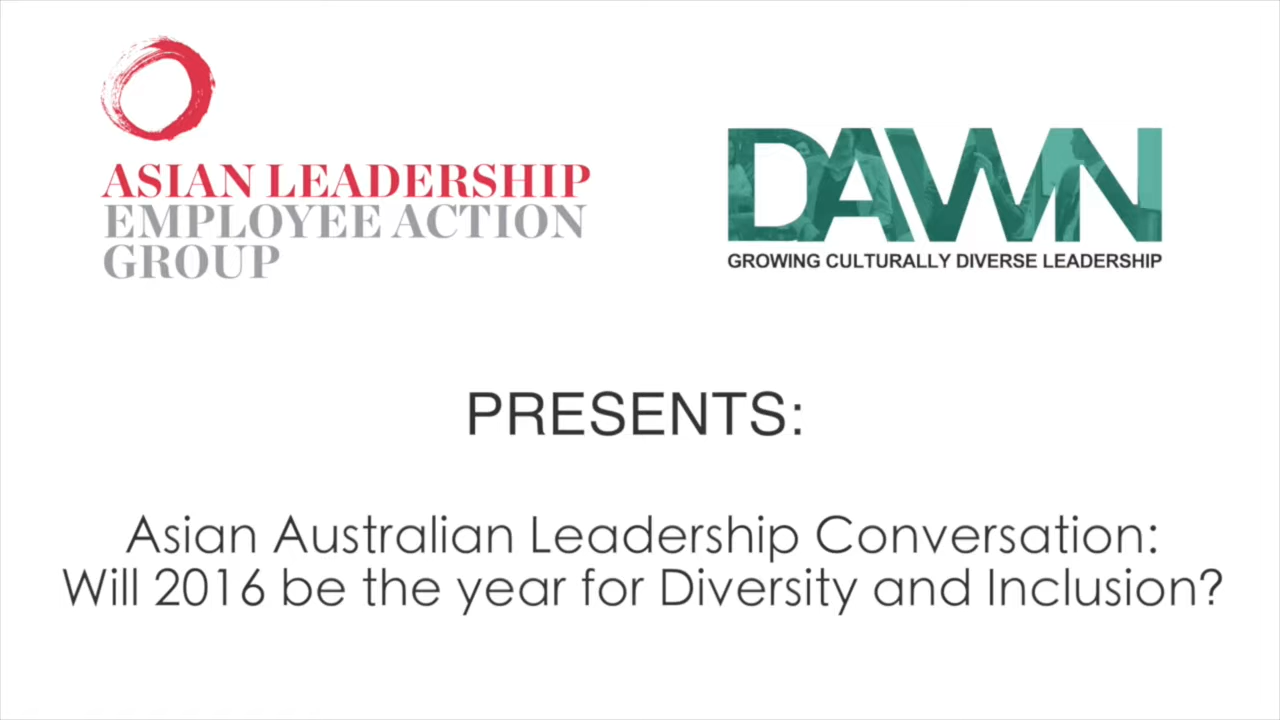 ASIAN LEADERSHIP
EMPLOYEE ACTION
GROUP
DAWN
GROWING CULTURALLY DIVERSE LEADERSHIP
PRESENTS:
Asian Australian Leadership Conversation:
Will 2016 be the year for Diversity and Inclusion?